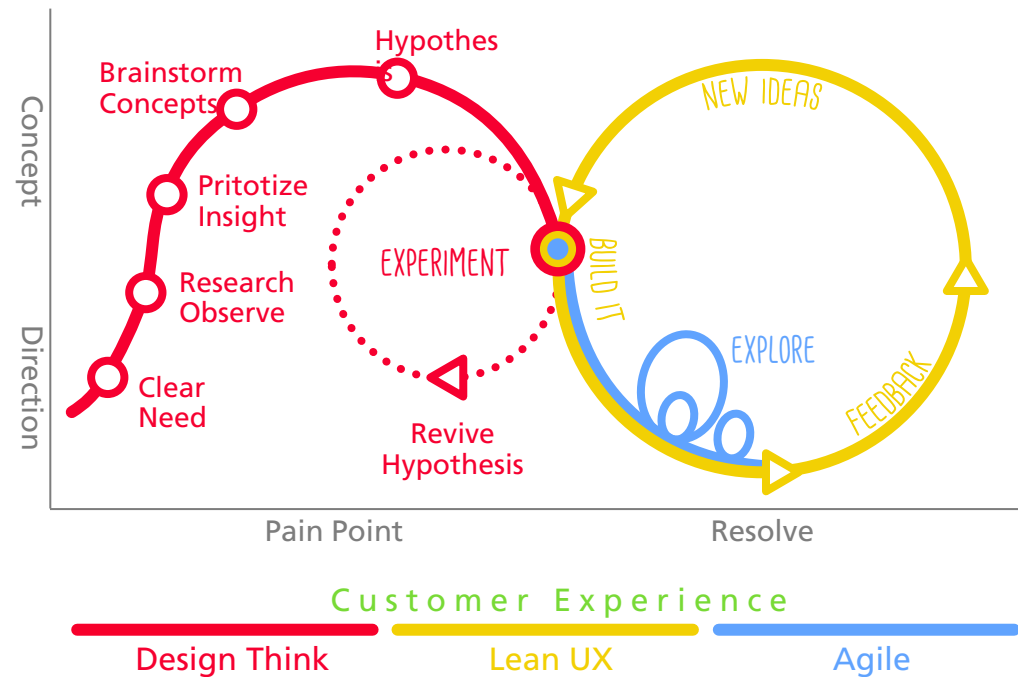 Hypothes
is
Brainstorm
Concepts
Pritotize
Insight
Research
Observe
Clear
Need
EXPERIMENT
Revive
Hypothesis
NEW IDEAS
BUILD IT
EXPLORE
FEEDBACK
Concept
Direction
Pain Point
Resolve
Customer Experience
Design Think
Lean UX
Agile